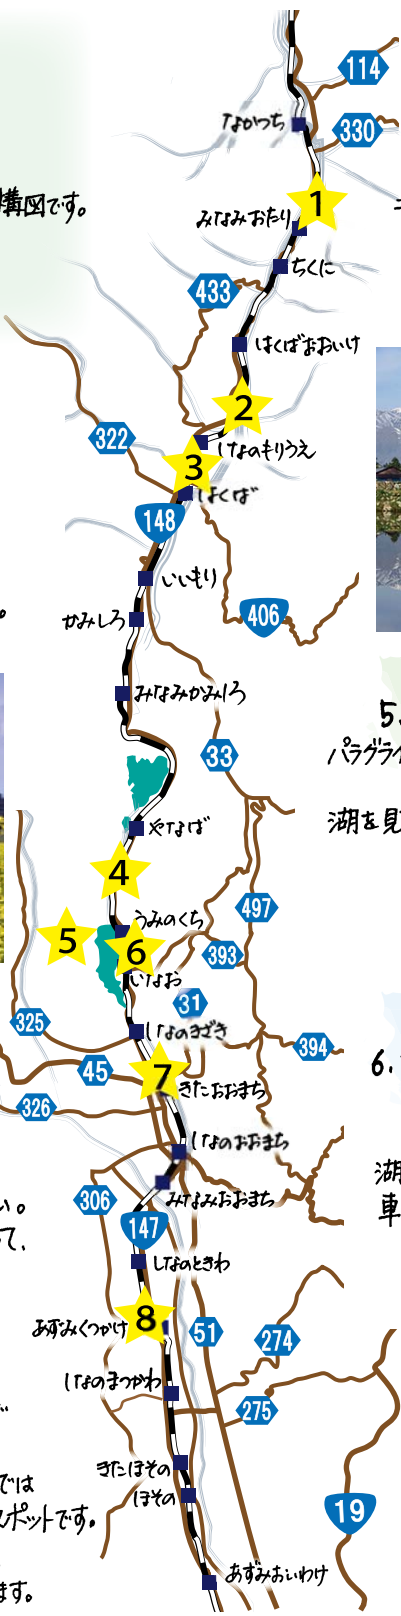 114
なかつち
330
構図です。
1
みなみおたり
ちくに
433
はくばおおいけ
2
322
しなのもりうえ
3
はくば
148
いいもり
406
かみしろ
みなみかみしろ
5.
33
パラグライ
やなば
湖を見
4
497
うみのくち
5
6
393
いなお
31
325
しなのきざき
394
45
7
6.
きたおおまち
326
しなのおおまち
湖
306
みなみおおまち
い。
車
147
て、
しなのときわ
8
あずみくつかけ
51
274
しなのまつかわ
275
きたほその
では
ほその
スポットです。
19
あずみおいわけ
ます。